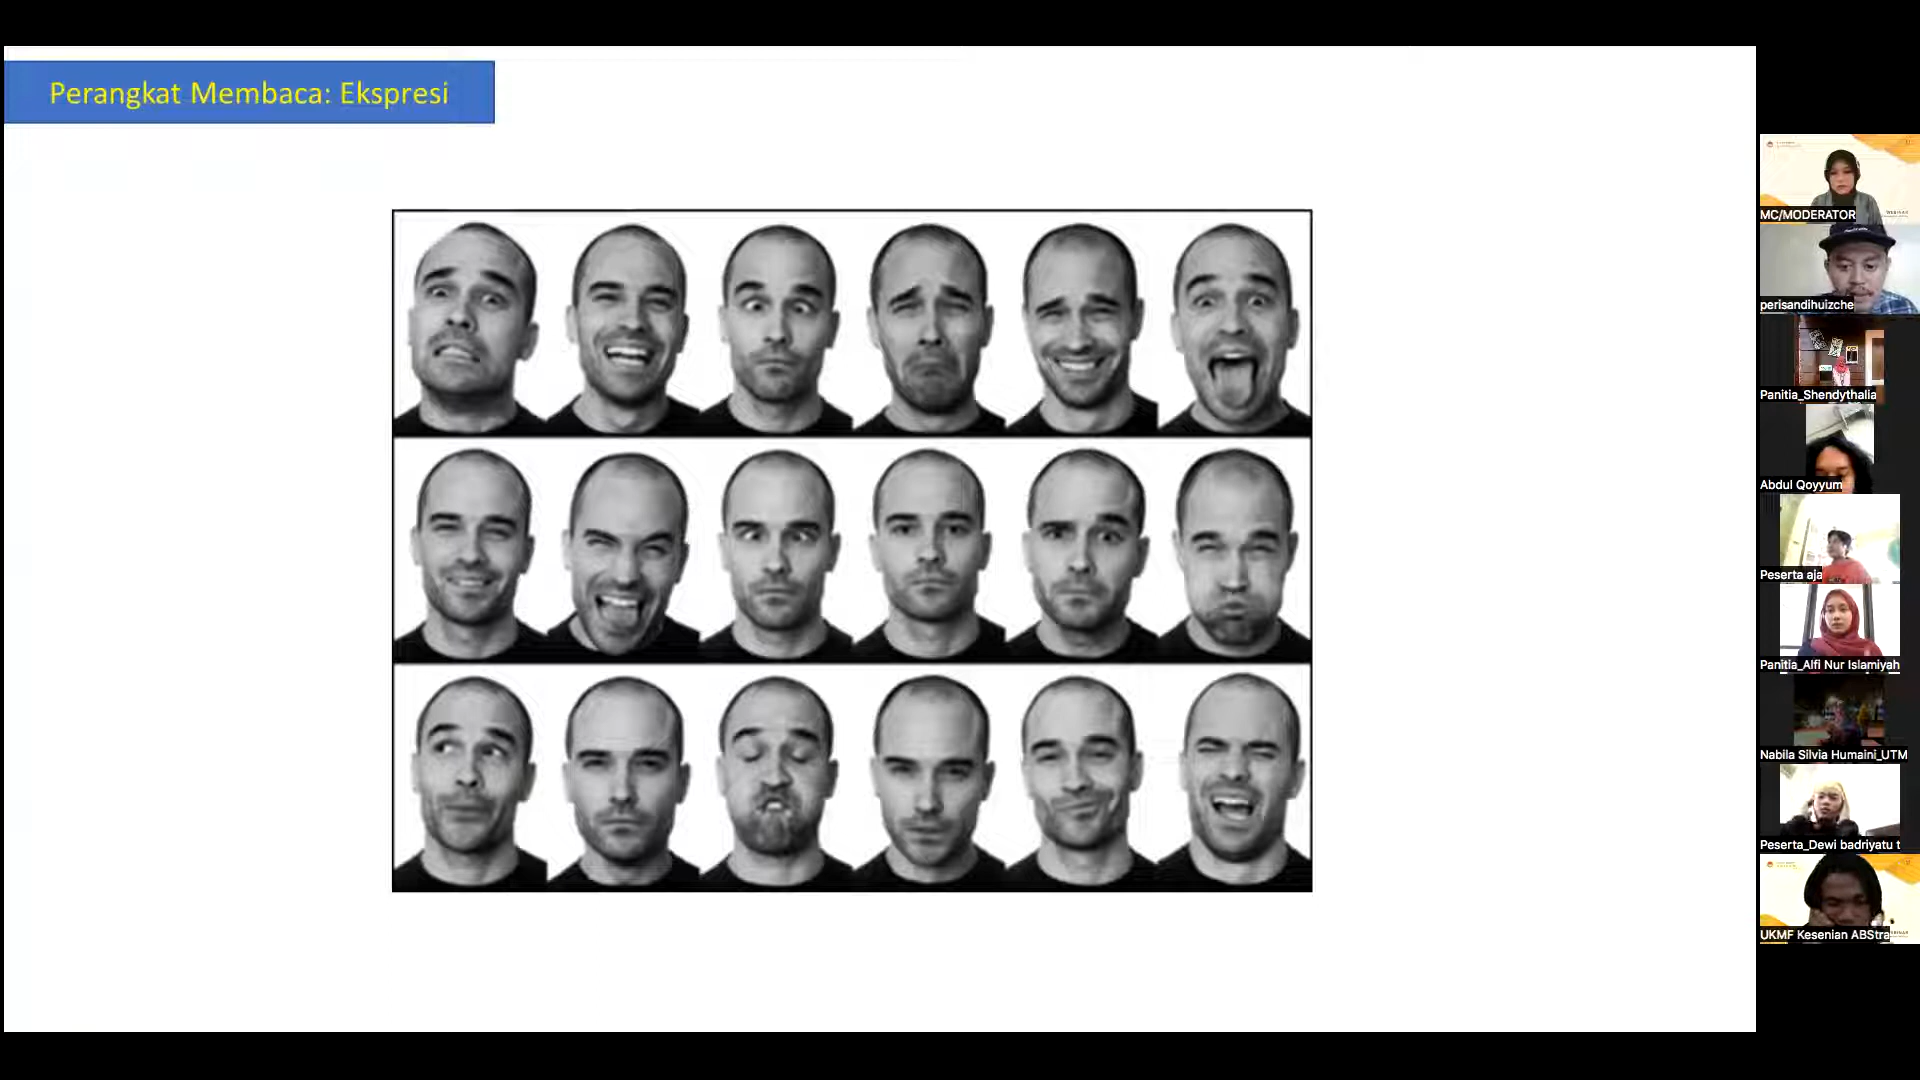 Perangkat Membaca: Ekspresi
MC/MODERATOR
perisandihuizche
Panitia_Shendythalia
Abdul Qoyyum
Peserta aja
Panitia_Alfi Nur Islamiyah
Nabila Silvia Humaini_UTM
Peserta_Dewi badriyatu t
UKMF Kesenian ABStra